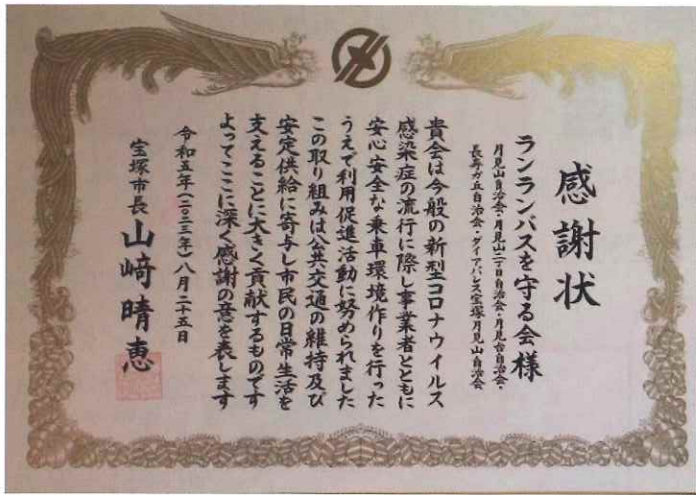 感謝状
ランランバスを守る会様
月見山自治会・月見山二丁目自治会・月見台自治会・
長寿ガ丘自治会・ダイアパレス宝塚月見山自治会
貴会は今般の新型コロナウイルス
感染症の流行に際し事業者とともに
安心安全な乗車環境作りを行った
うえで利用促進活動に努められました
この取り組みは公共交通の維持及び
安定供給に寄与し市民の日常生活を
支えることに大きく貢献するものです
よってここに深く感謝の意を表します
令和五年(二〇二三年)八月二十五日
宝塚市長 山﨑晴恵